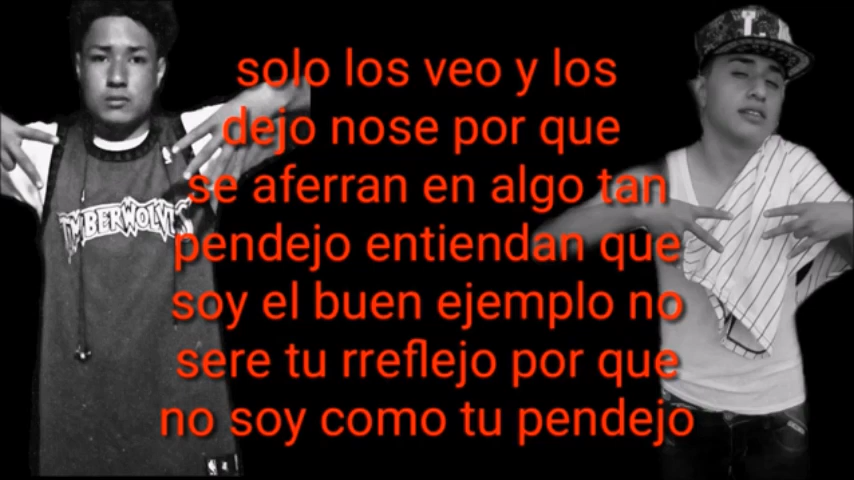 solo los veo y los
dejo nose por que
se aferran en algo tan
pendejo entiendan que
soy el buen ejemplo no
sere tu rreflejo por que
no soy como tu pendejo
TIMBERWOLVES